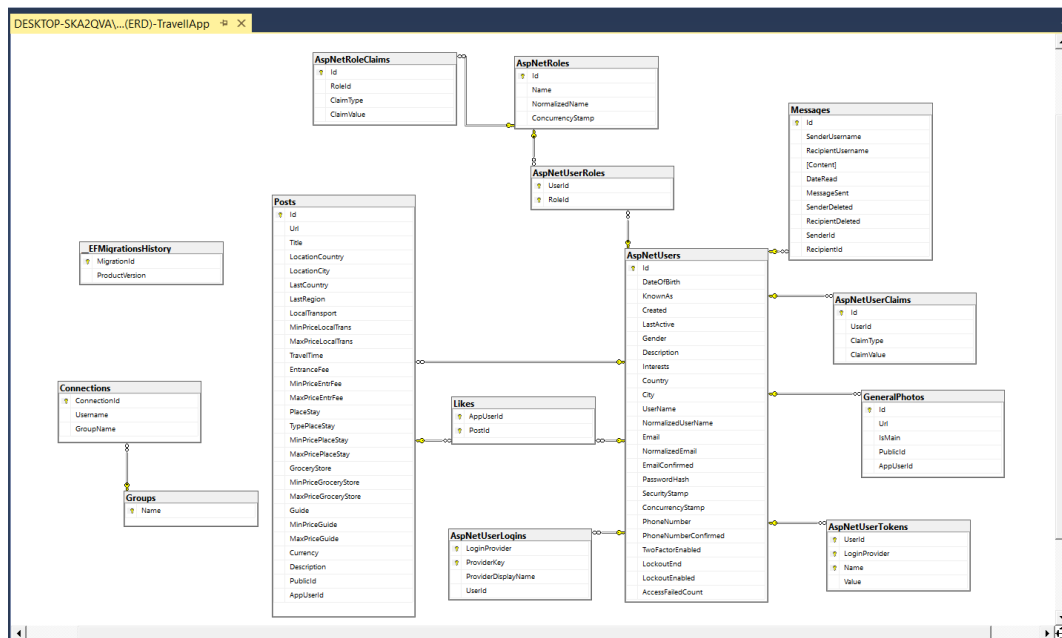 DESKTOP-SKA2QVA\...(ERD)-TravellApp
AspNetRoleClaims
Id
RoleId
ClaimType
ClaimValue
AspNetRoles
Id
Name
NormalizedName
ConcurrencyStamp
Messages
Id
SenderUsername
RecipientUsername
[Content]
DateRead
MessageSent
SenderDeleted
RecipientDeleted
SenderId
RecipientId
AspNetUserRoles
UserId
RoleId
Posts
Id
Url
Title
LocationCountry
LocationCity
LastCountry
LastRegion
LocalTransport
MinPriceLocalTrans
MaxPriceLocalTrans
TravelTime
EntranceFee
MinPriceEntrFee
MaxPriceEntrFee
PlaceStay
TypePlaceStay
MinPricePlaceStay
MaxPricePlaceStay
GroceryStore
MinPriceGroceryStore
MaxPriceGroceryStore
Guide
MinPriceGuide
MaxPriceGuide
Currency
Description
PublicId
AppUserId
__EFMigrationsHistory
MigrationId
ProductVersion
AspNetUsers
Id
DateOfBirth
KnownAs
Created
LastActive
Gender
Description
Interests
Country
City
UserName
NormalizedUserName
Email
NormalizedEmail
EmailConfirmed
PasswordHash
SecurityStamp
ConcurrencyStamp
PhoneNumber
PhoneNumberConfirmed
TwoFactorEnabled
LockoutEnd
LockoutEnabled
AccessFailedCount
AspNetUserClaims
Id
UserId
ClaimType
ClaimValue
Connections
ConnectionId
Username
GroupName
Likes
AppUserId
PostId
GeneralPhotos
Id
Url
IsMain
PublicId
AppUserId
Groups
Name
AspNetUserLogins
LoginProvider
ProviderKey
ProviderDisplayName
UserId
AspNetUserTokens
UserId
LoginProvider
Name
Value